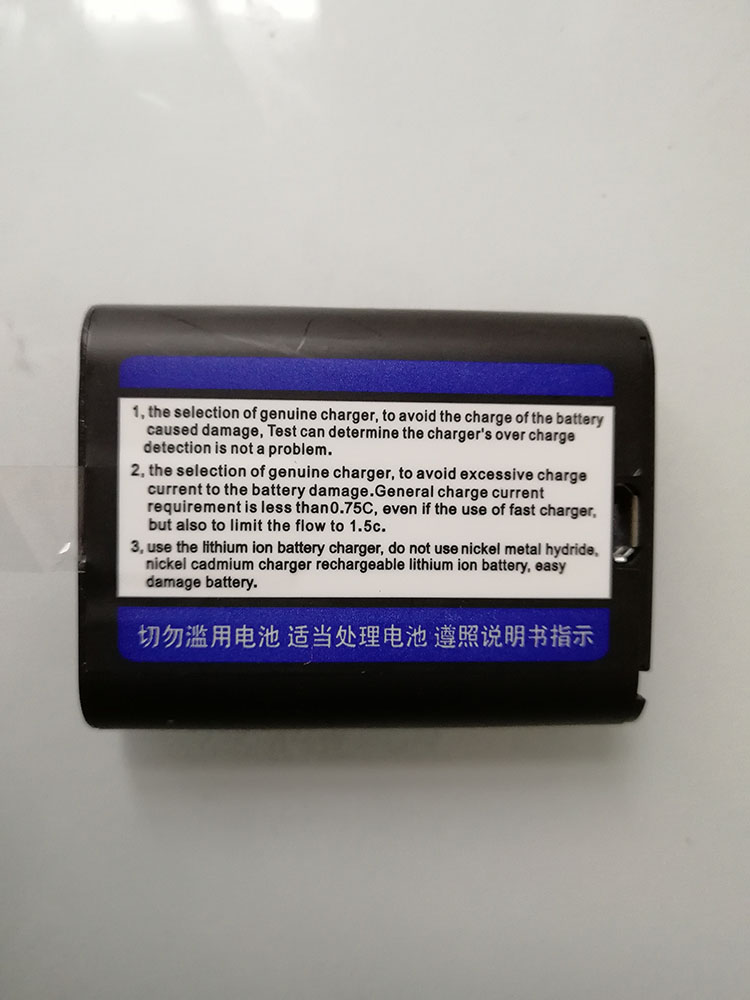 1, the selection of genuine charger, to avoid the charge of the battery
caused damage, Test can determine the charger's over charge
detection is not a problem.
2, the selection of genuine charger, to avoid excessive charge
current to the battery damage.General charge current
requirement is less than0.75C, even if the use of fast charger,
but also to limit the flow to 1.5c.
3, use the lithium ion battery charger, do not use nickel metal hydride,
nickel cadmium charger rechargeable lithium ion battery, easy
damage battery.
切勿滥用电池 适当处理电池 遵照说明书指示